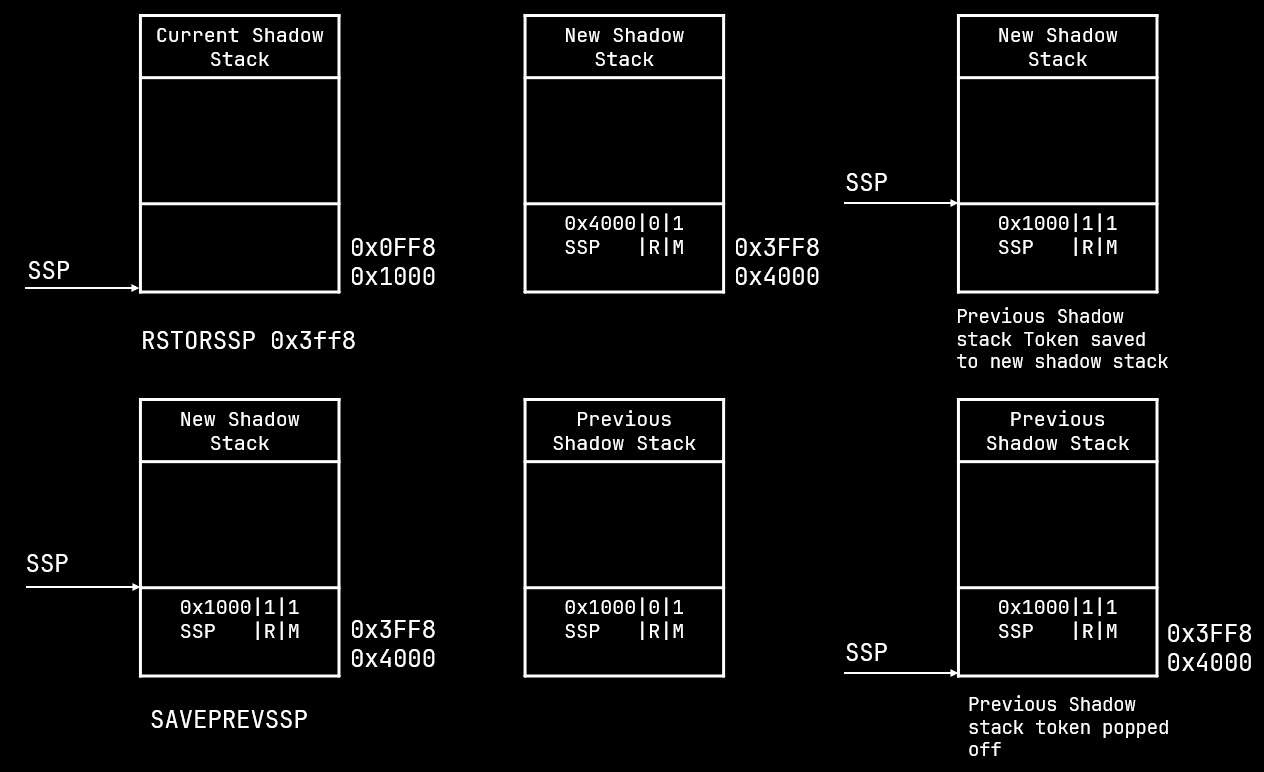 Current Shadow
Stack
SSP
0x0FF8
0x1000
RSTORSSP 0x3ff8
New Shadow
Stack
0x4000|0|1
SSP   |R|M
0x3FF8
0x4000
New Shadow
Stack
SSP
0x1000|1|1
SSP   |R|M
Previous Shadow
stack Token saved
to new shadow stack
New Shadow
Stack
SSP
0x1000|1|1
SSP   |R|M
0x3FF8
0x4000
SAVEPREVSSP
Previous
Shadow Stack
0x1000|0|1
SSP   |R|M
Previous
Shadow Stack
0x1000|1|1
SSP   |R|M
SSP
0x3FF8
0x4000
Previous Shadow
stack token popped
off